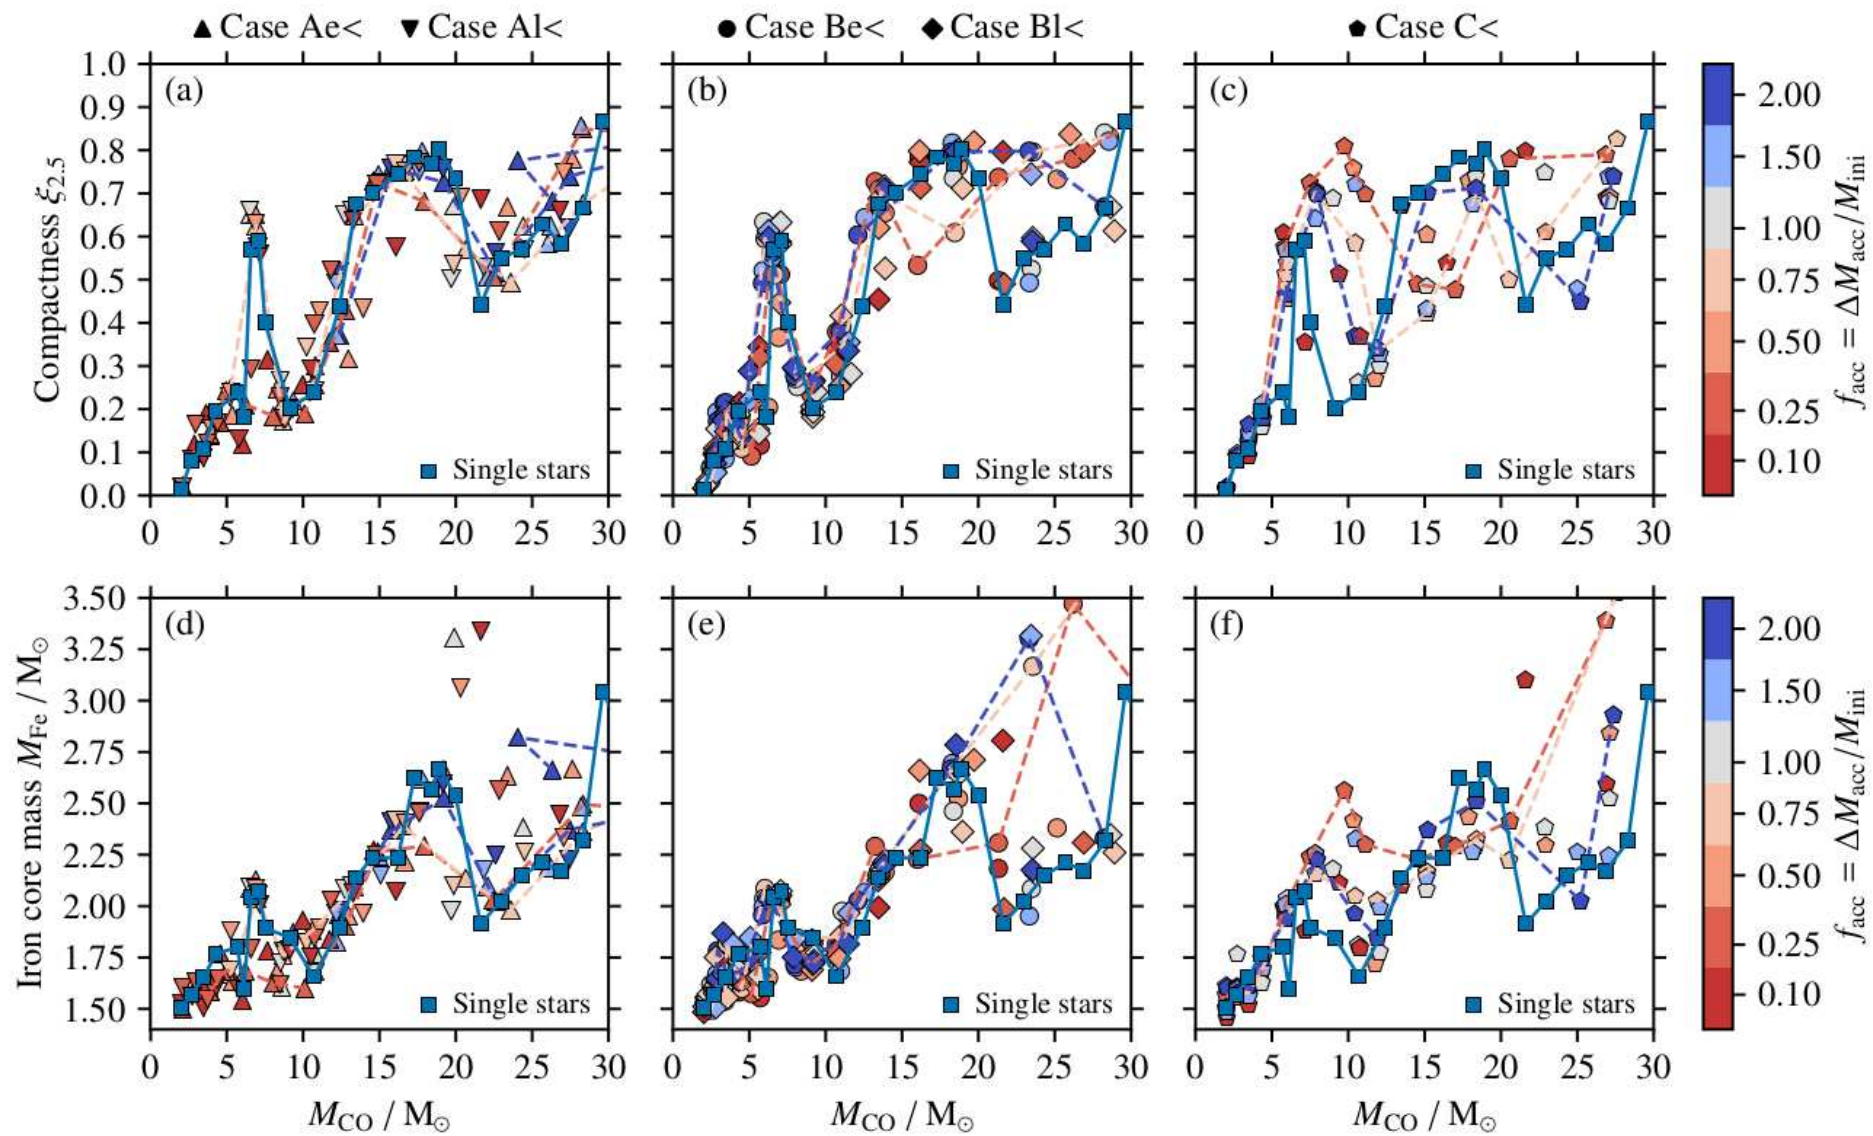 ▲ Case Ae< ▼ Case Al< ● Case Be< ◆ Case Bl< ⬟ Case C<
1.0
0.9
0.8
0.7
0.6
0.5
0.4
0.3
0.2
0.1
0.0
Compactness ξ2.5
(a)
Single stars
0 5 10 15 20 25 30
(b)
Single stars
0 5 10 15 20 25 30
(c)
Single stars
0 5 10 15 20 25 30
2.00
1.50
1.00
0.75
0.50
0.25
0.10
facc = ΔMacc/Mini
3.50
3.25
3.00
2.75
2.50
2.25
2.00
1.75
1.50
Iron core mass MFe / M⊙
(d)
Single stars
0 5 10 15 20 25 30
MCO / M⊙
(e)
Single stars
0 5 10 15 20 25 30
MCO / M⊙
(f)
Single stars
0 5 10 15 20 25 30
MCO / M⊙
2.00
1.50
1.00
0.75
0.50
0.25
0.10
facc = ΔMacc/Mini